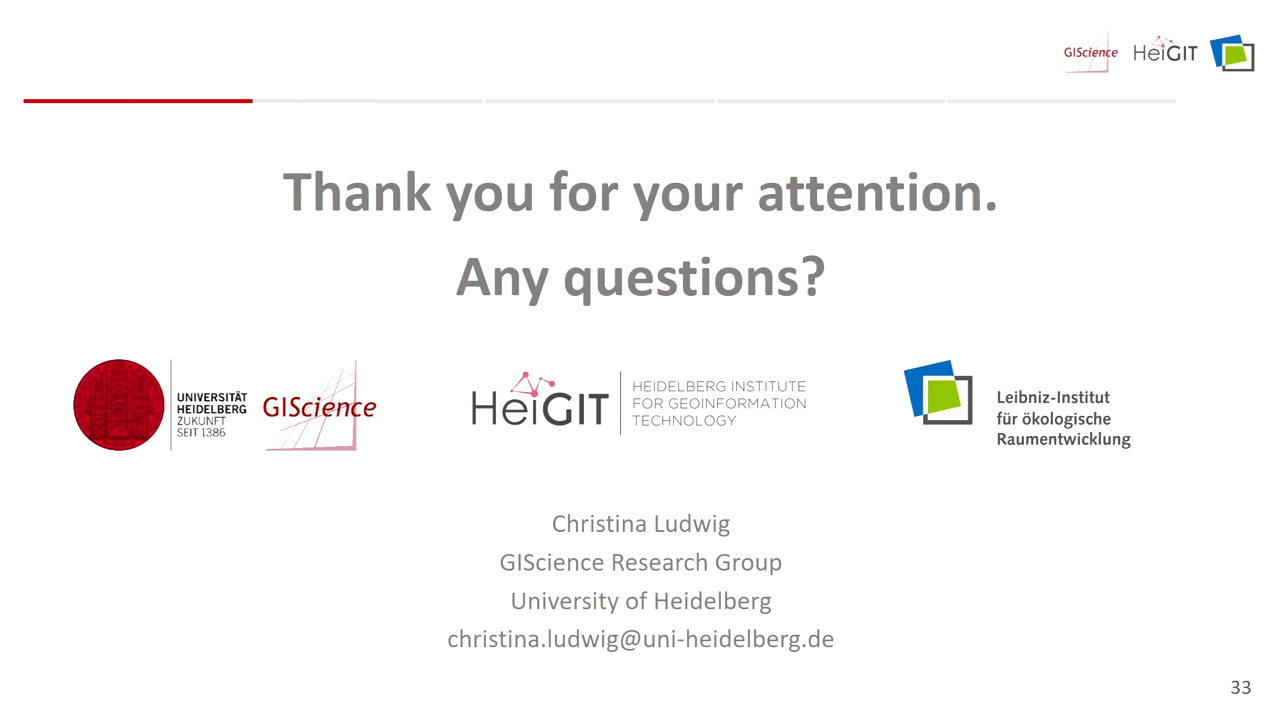 GIScience HeiGIT
Thank you for your attention.
Any questions?
UNIVERSITÄT
HEIDELBERG
ZUKUNFT
SEIT 1386
GIScience
HeiGIT
HEIDELBERG INSTITUTE
FOR GEOINFORMATION
TECHNOLOGY
Leibniz-Institut
für ökologische
Raumentwicklung
Christina Ludwig
GIScience Research Group
University of Heidelberg
christina.ludwig@uni-heidelberg.de
33